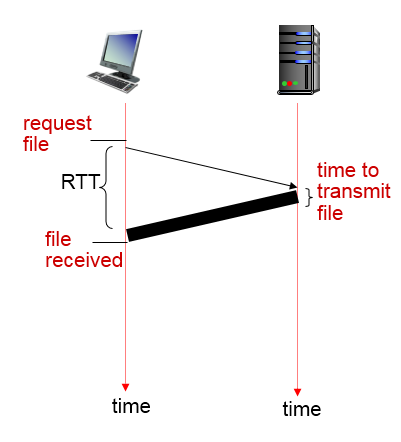 request
file
RTT
time to
transmit
file
file
received
time
time